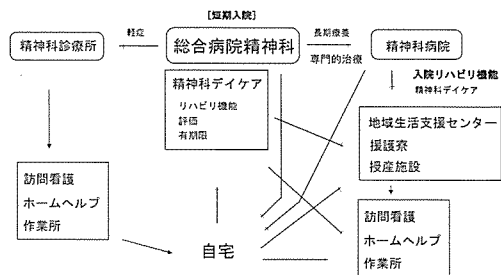 [短期入院]
精神科診療所
軽症
総合病院精神科
長期療養
専門的治療
精神科病院
精神科デイケア
リハビリ機能
評価
有期限
入院リハビリ機能
精神科デイケア
地域生活支援センター
援護寮
授産施設
訪問看護
ホームヘルプ
作業所
自宅
訪問看護
ホームヘルプ
作業所